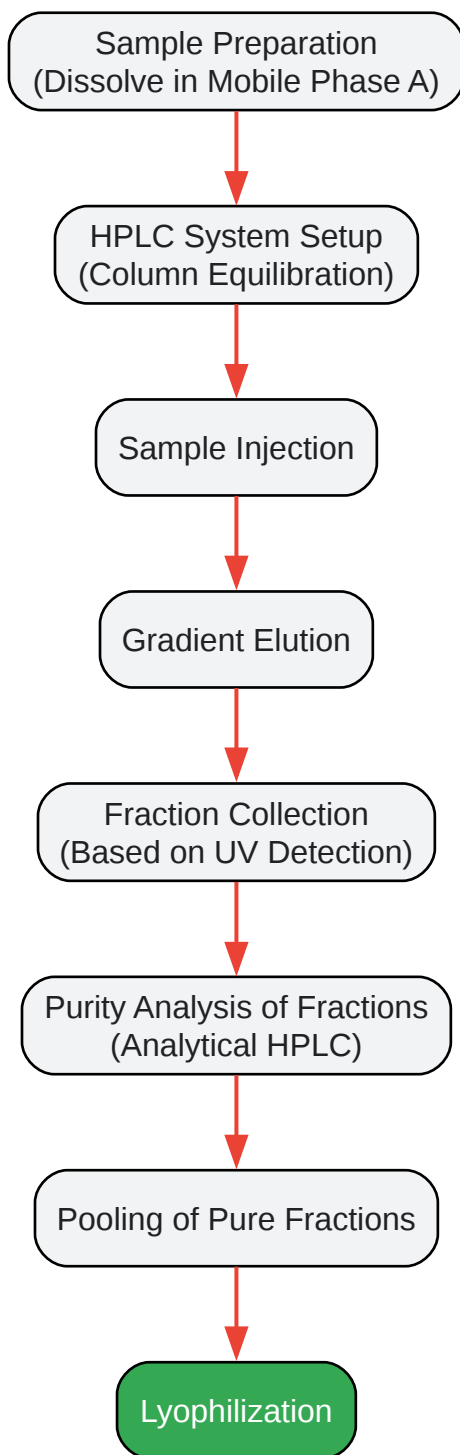 Sample Preparation
(Dissolve in Mobile Phase A)
HPLC System Setup
(Column Equilibration)
Sample Injection
Gradient Elution
Fraction Collection
(Based on UV Detection)
Purity Analysis of Fractions
(Analytical HPLC)
Pooling of Pure Fractions
Lyophilization